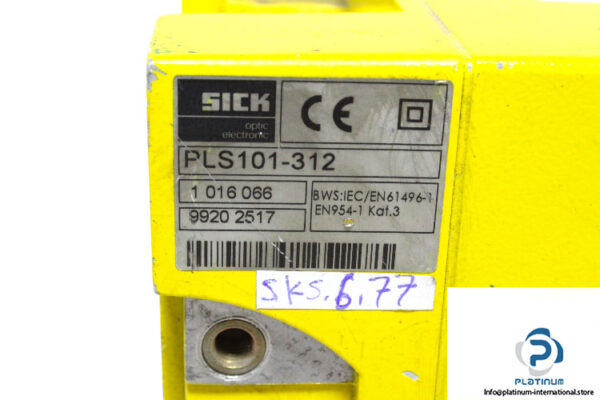 SICK
optic
electronic
CE
PLS101-312
1 016 066
9920 2517
BWS:IEC/EN61496-1
EN954-1 Kat.3
sks.6.77
PLATINUM
Info@platinum-international.store